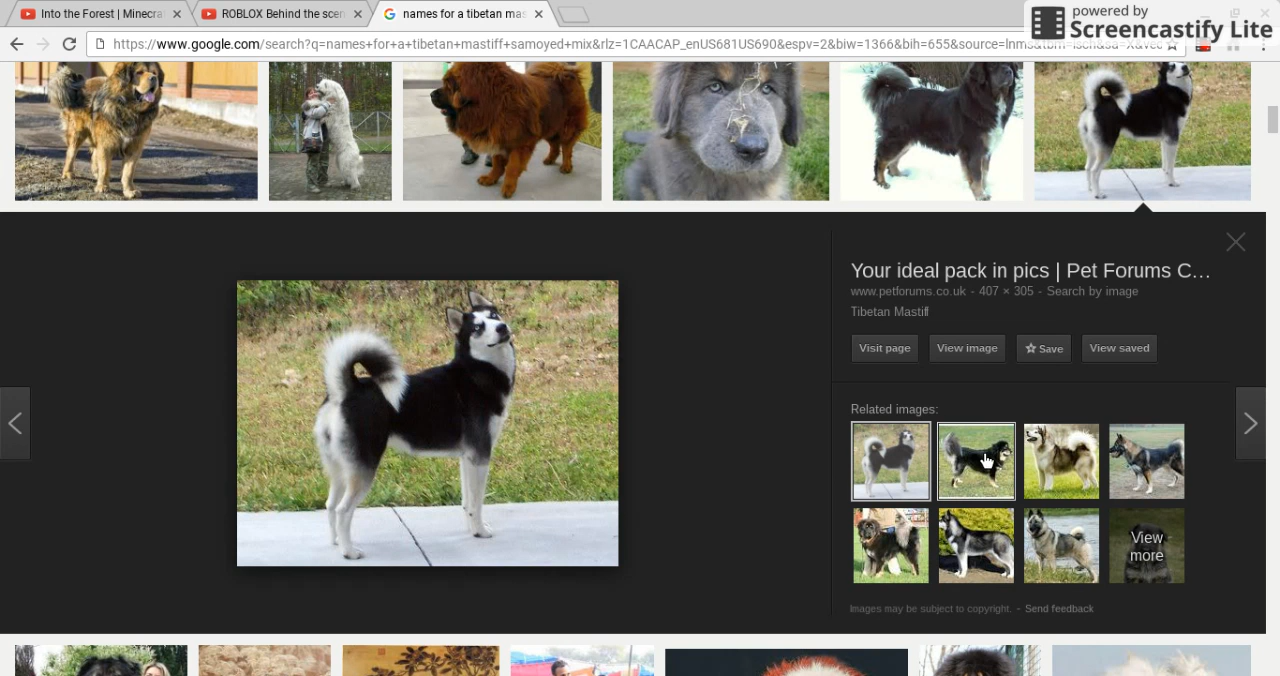 Into the Forest | Minecra
ROBLOX Behind the scen
names for a tibetan mas
powered by
Screencastify Lite
https://www.google.com/search?q=names+for+a+tibetan+mastiff+samoyed+mix&rlz=1CAACAP_enUS681US690&espv=2&biw=1366&bih=655&source=lnms&tbm=isch&sa=X&ved
Your ideal pack in pics | Pet Forums C...
www.petforums.co.uk - 407 × 305 - Search by image
Tibetan Mastiff
Visit page
View image
Save
View saved
Related images:
View
more
Images may be subject to copyright. - Send feedback